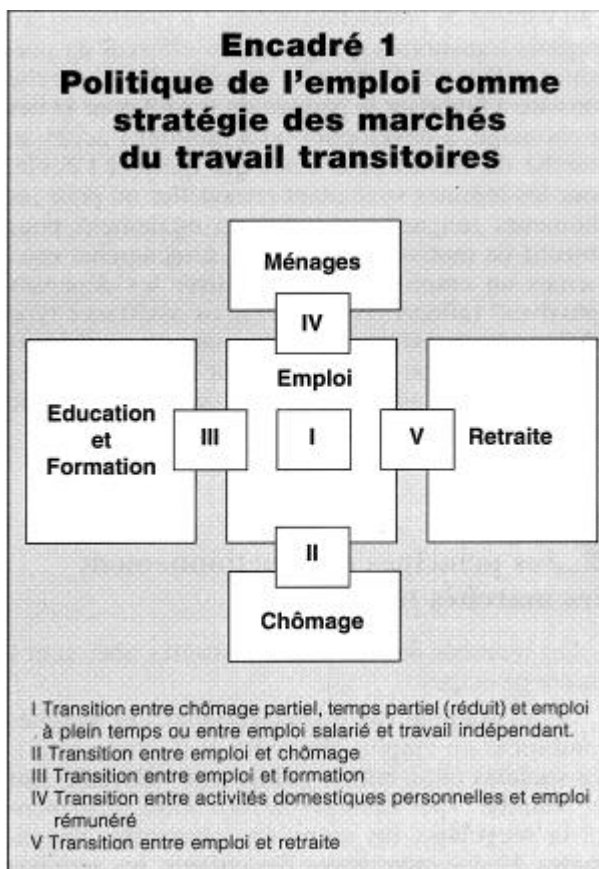 Encadré 1
Politique de l'emploi comme
stratégie des marchés
du travail transitoires
Ménages
IV
Emploi
Education
et
Formation
III
I
V
Retraite
II
Chômage
I Transition entre chômage partiel, temps partiel (réduit) et emploi
à plein temps ou entre emploi salarié et travail indépendant.
II Transition entre emploi et chômage
III Transition entre emploi et formation
IV Transition entre activités domestiques personnelles et emploi
rémunéré
V Transition entre emploi et retraite